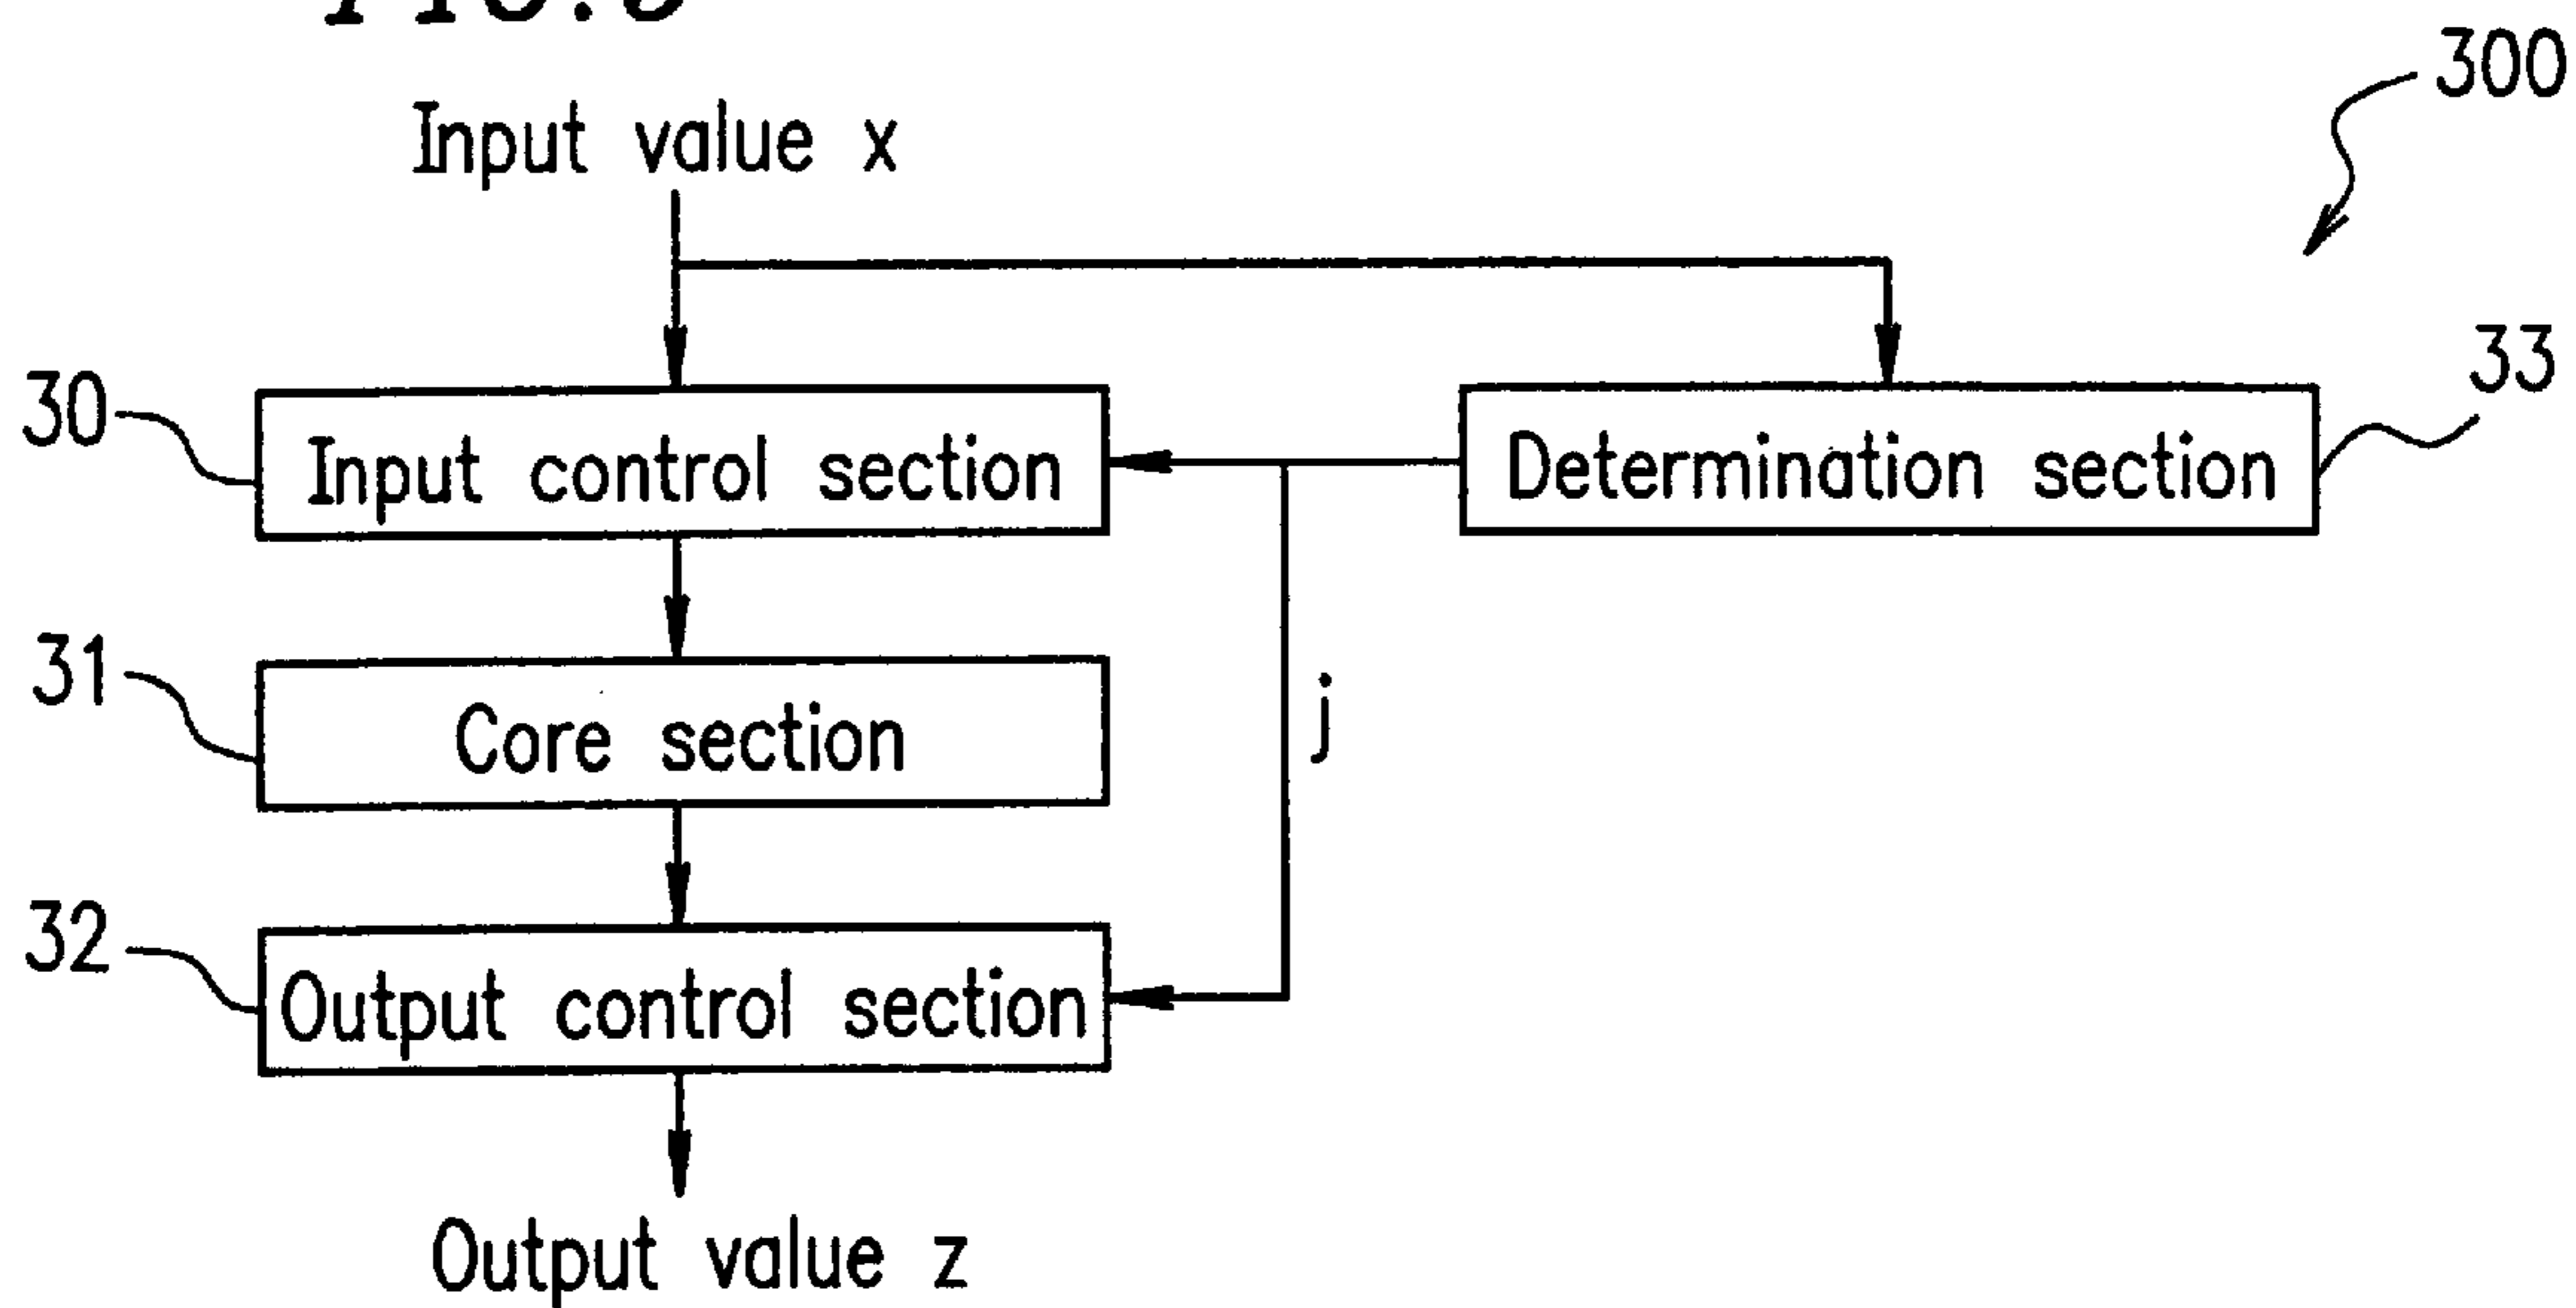 300
Input value x
30
Input control section
Determination section
33
31
Core section
j
32
Output control section
Output value z